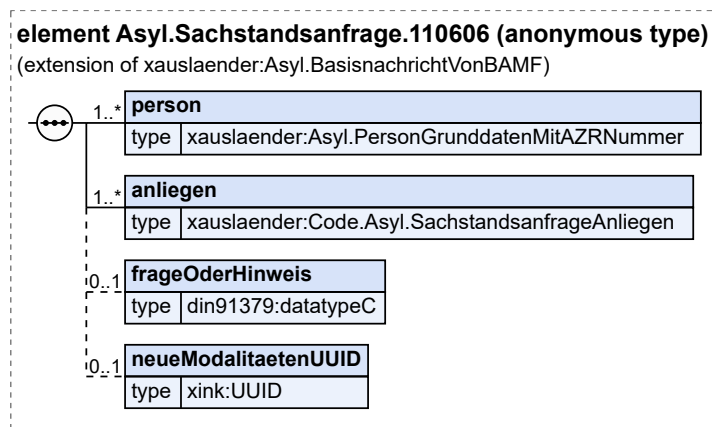 element Asyl.Sachstandsanfrage.110606 (anonymous type)
(extension of xauslaender:Asyl.BasisnachrichtVonBAMF)
1..* person
type xauslaender:Asyl.PersonGrunddatenMitAZRNummer
1..* anliegen
type xauslaender:Code.Asyl.SachstandsanfrageAnliegen
0..1 frageOderHinweis
type din91379:datatypeC
0..1 neueModalitaetenUUID
type xink:UUID